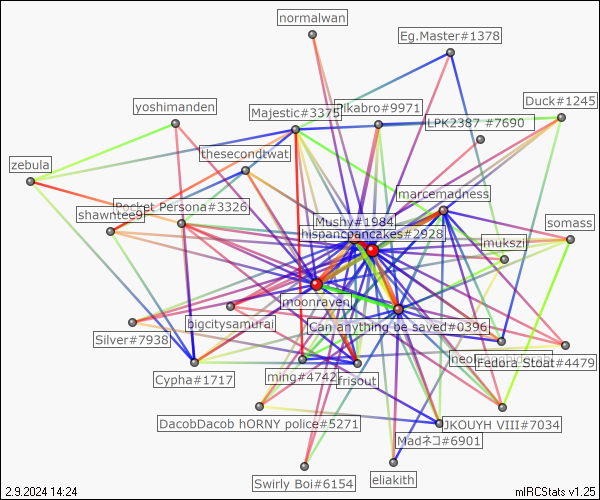 normalwan
Eg.Master#1378
Duck#1245
yoshimanden
Majestic#3375
Pikabro#9971
LPK2387 #7690
thesecondtwat
zebula
marcemadness
Pocket Persona#3326
shawntee9
Mushy#1984
somass
hispancpancakes#2928
mukszi
moonraven
bigcitysamurai
Can anything be saved#0396
Silver#7938
Fedora Stoat#4479
Cypha#1717
ming#4742
frisout
DacobDacob hORNY police#5271
JKOUYH VIII#7034
Madネコ#6901
eliakith
Swirly Boi#6154
2.9.2024 14:24
mIRCStats v1.25